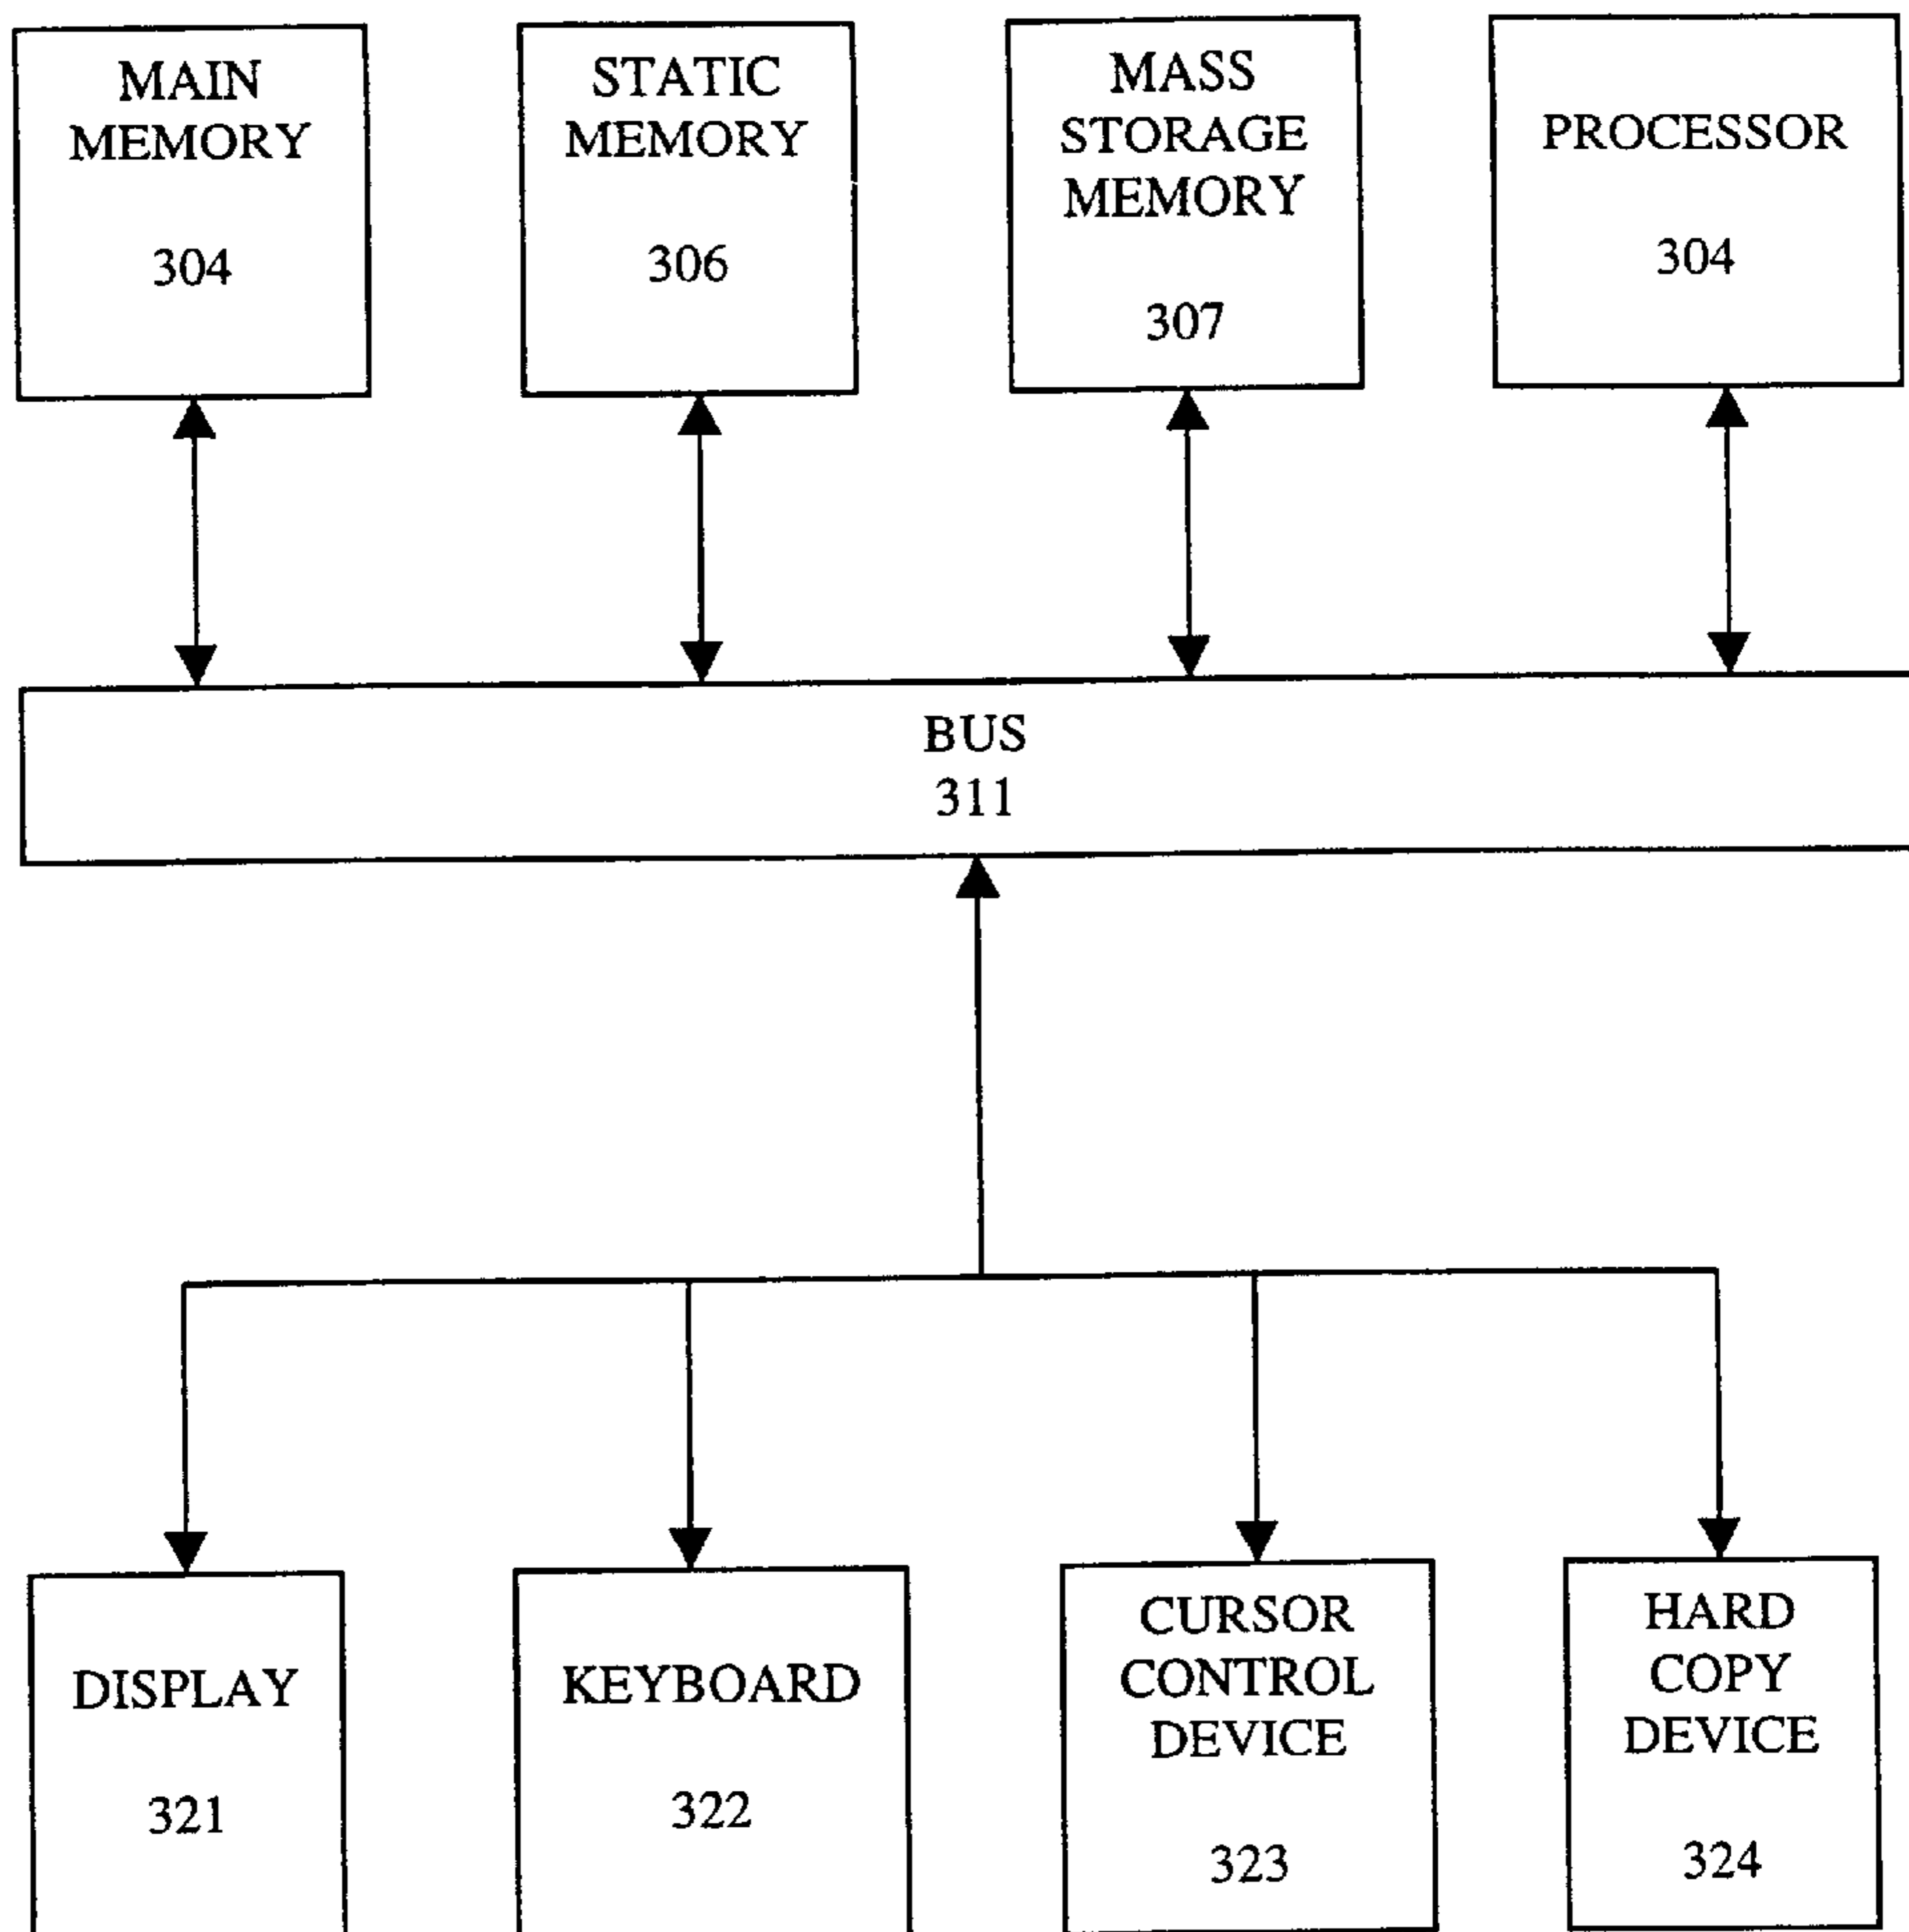 MAIN
MEMORY
304
STATIC
MEMORY
306
MASS
STORAGE
MEMORY
307
PROCESSOR
304
BUS
311
DISPLAY
321
KEYBOARD
322
CURSOR
CONTROL
DEVICE
323
HARD
COPY
DEVICE
324